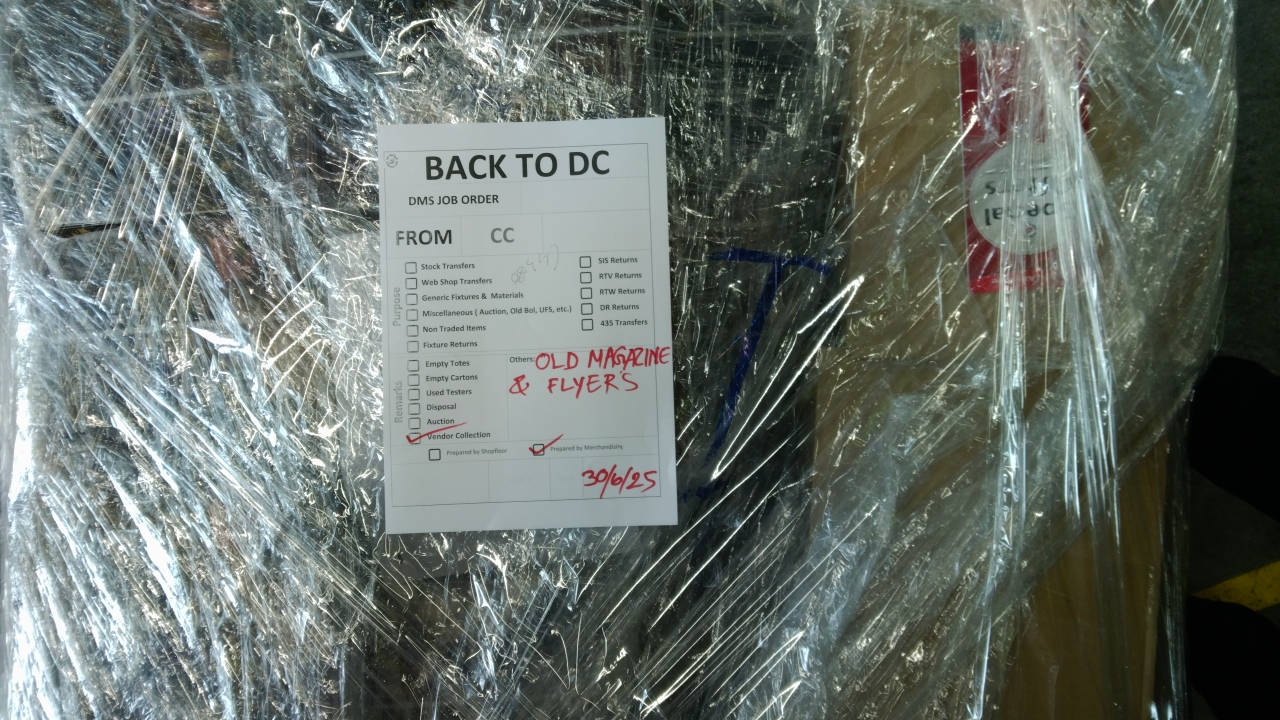 BACK TO DC
DMS JOB ORDER
FROM CC
Purpose
Stock Transfers
Web Shop Transfers
Generic Fixtures & Materials
Miscellaneous ( Auction, Old Bol, UFS, etc.)
Non Traded Items
Fixture Returns
SIS Returns
RTV Returns
RTW Returns
DR Returns
435 Transfers
Remarks
Empty Totes
Empty Cartons
Used Testers
Disposal
Auction
Vendor Collection
Others: OLD MAGAZINE
& FLYERS
Prepared by Shopfloor
Prepared by Merchandisity
30/6/25